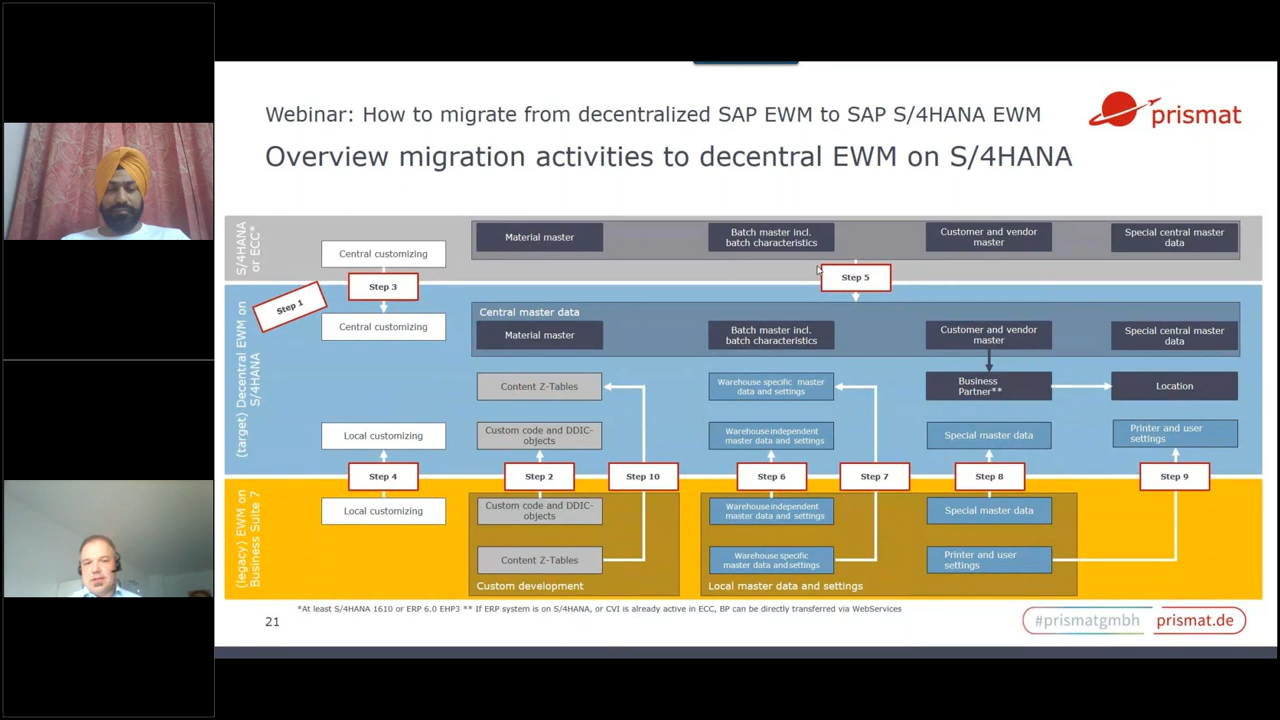 Webinar: How to migrate from decentralized SAP EWM to SAP S/4HANA EWM
prismat
Overview migration activities to decentral EWM on S/4HANA
S/4HANA
or ECC*
Central customizing
Material master
Batch master incl.
batch characteristics
Customer and vendor
master
Special central master
data
Step 1
Step 3
Step 5
(target) Decentral EWM on
S/4HANA
Central customizing
Central master data
Material master
Batch master incl.
batch characteristics
Customer and vendor
master
Special central master
data
Content Z-Tables
Warehouse specific master
data and settings
Business
Partner**
Location
Local customizing
Custom code and DDIC-
objects
Warehouse independent
master data and settings
Special master data
Printer and user
settings
Step 4
Step 2
Step 10
Step 6
Step 7
Step 8
Step 9
(legacy) EWM on
Business Suite 7
Local customizing
Custom code and DDIC-
objects
Warehouse independent
master data and settings
Special master data
Content Z-Tables
Warehouse specific
master data and settings
Printer and user
settings
Custom development
Local master data and settings
*At least S/4HANA 1610 or ERP 6.0 EHP3 ** If ERP system is on S/4HANA, or CVI is already active in ECC, BP can be directly transferred via WebServices
21
#prismatgmbh
prismat.de